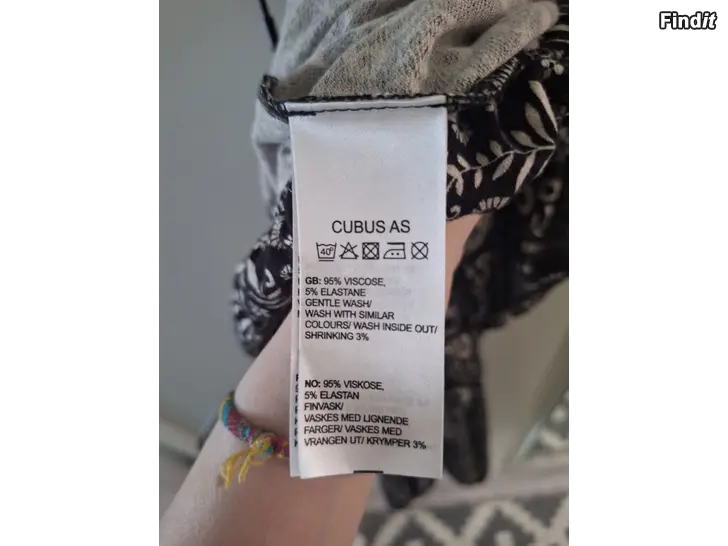 Findit
CUBUS AS
40°
GB: 95% VISCOSE,
5% ELASTANE
GENTLE WASH/
WASH WITH SIMILAR
COLOURS/ WASH INSIDE OUT/
SHRINKING 3%
NO: 95% VISKOSE,
5% ELASTAN
FINVASK/
VASKES MED LIGNENDE
FARGER/ VASKES MED
VRANGEN UT/ KRYMPER 3%